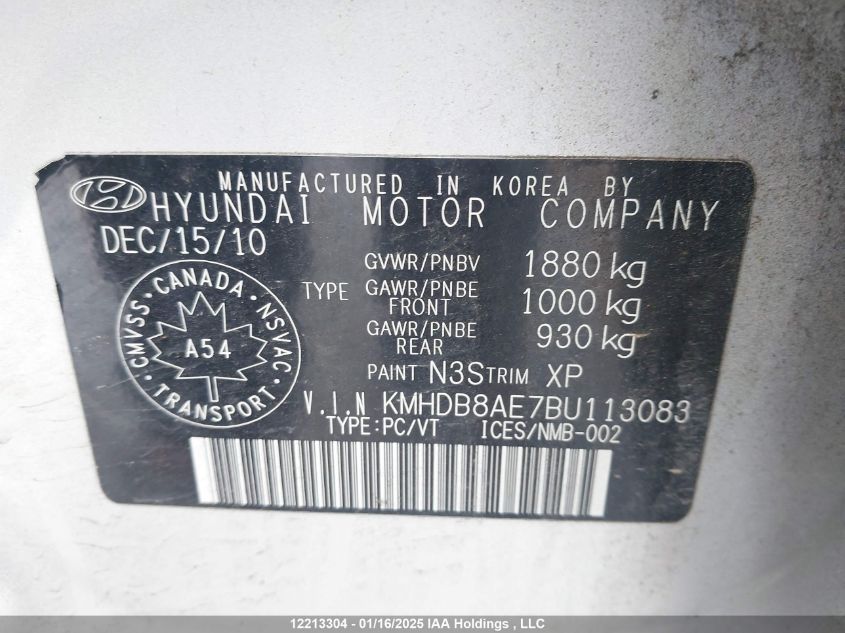 MANUFACTURED IN KOREA BY
HYUNDAI MOTOR COMPANY
DEC/15/10
GVWR/PNBV 1880 kg
TYPE GAWR/PNBE FRONT 1000 kg
GAWR/PNBE REAR 930 kg
PAINT N3S TRIM XP
V.I.N KMHDB8AE7BU113083
TYPE:PC/VT ICES/NMB-002
CANADA · NSVAC · TRANSPORT · CMVSS ·
A54
12213304 - 01/16/2025 IAA Holdings , LLC